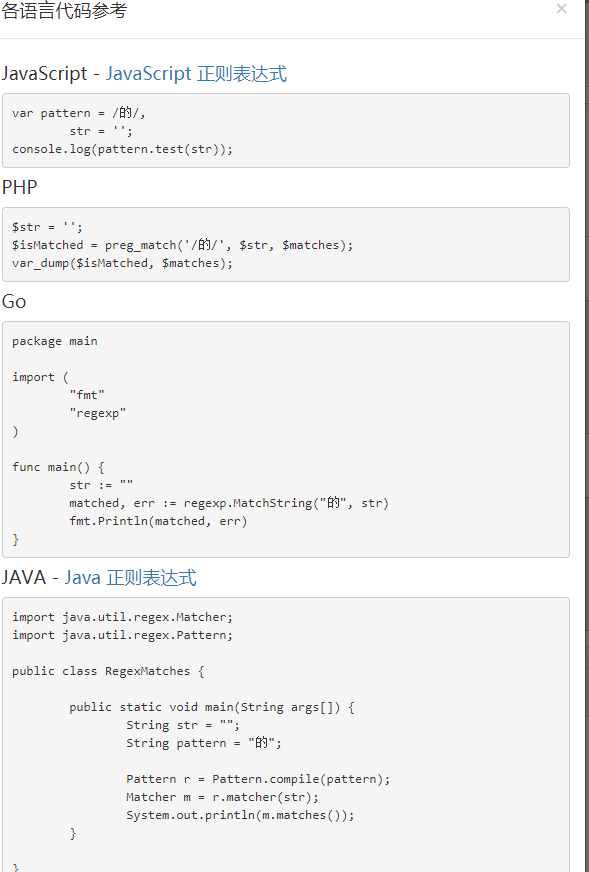 各语言代码参考
×
JavaScript - JavaScript 正则表达式
var pattern = /的/,
        str = '';
console.log(pattern.test(str));
PHP
$str = '';
$isMatched = preg_match('/的/', $str, $matches);
var_dump($isMatched, $matches);
Go
package main
import (
        "fmt"
        "regexp"
)
func main() {
        str := ""
        matched, err := regexp.MatchString("的", str)
        fmt.Println(matched, err)
}
JAVA - Java 正则表达式
import java.util.regex.Matcher;
import java.util.regex.Pattern;
public class RegexMatches {
        public static void main(String args[]) {
                String str = "";
                String pattern = "的";
                Pattern r = Pattern.compile(pattern);
                Matcher m = r.matcher(str);
                System.out.println(m.matches());
        }
}